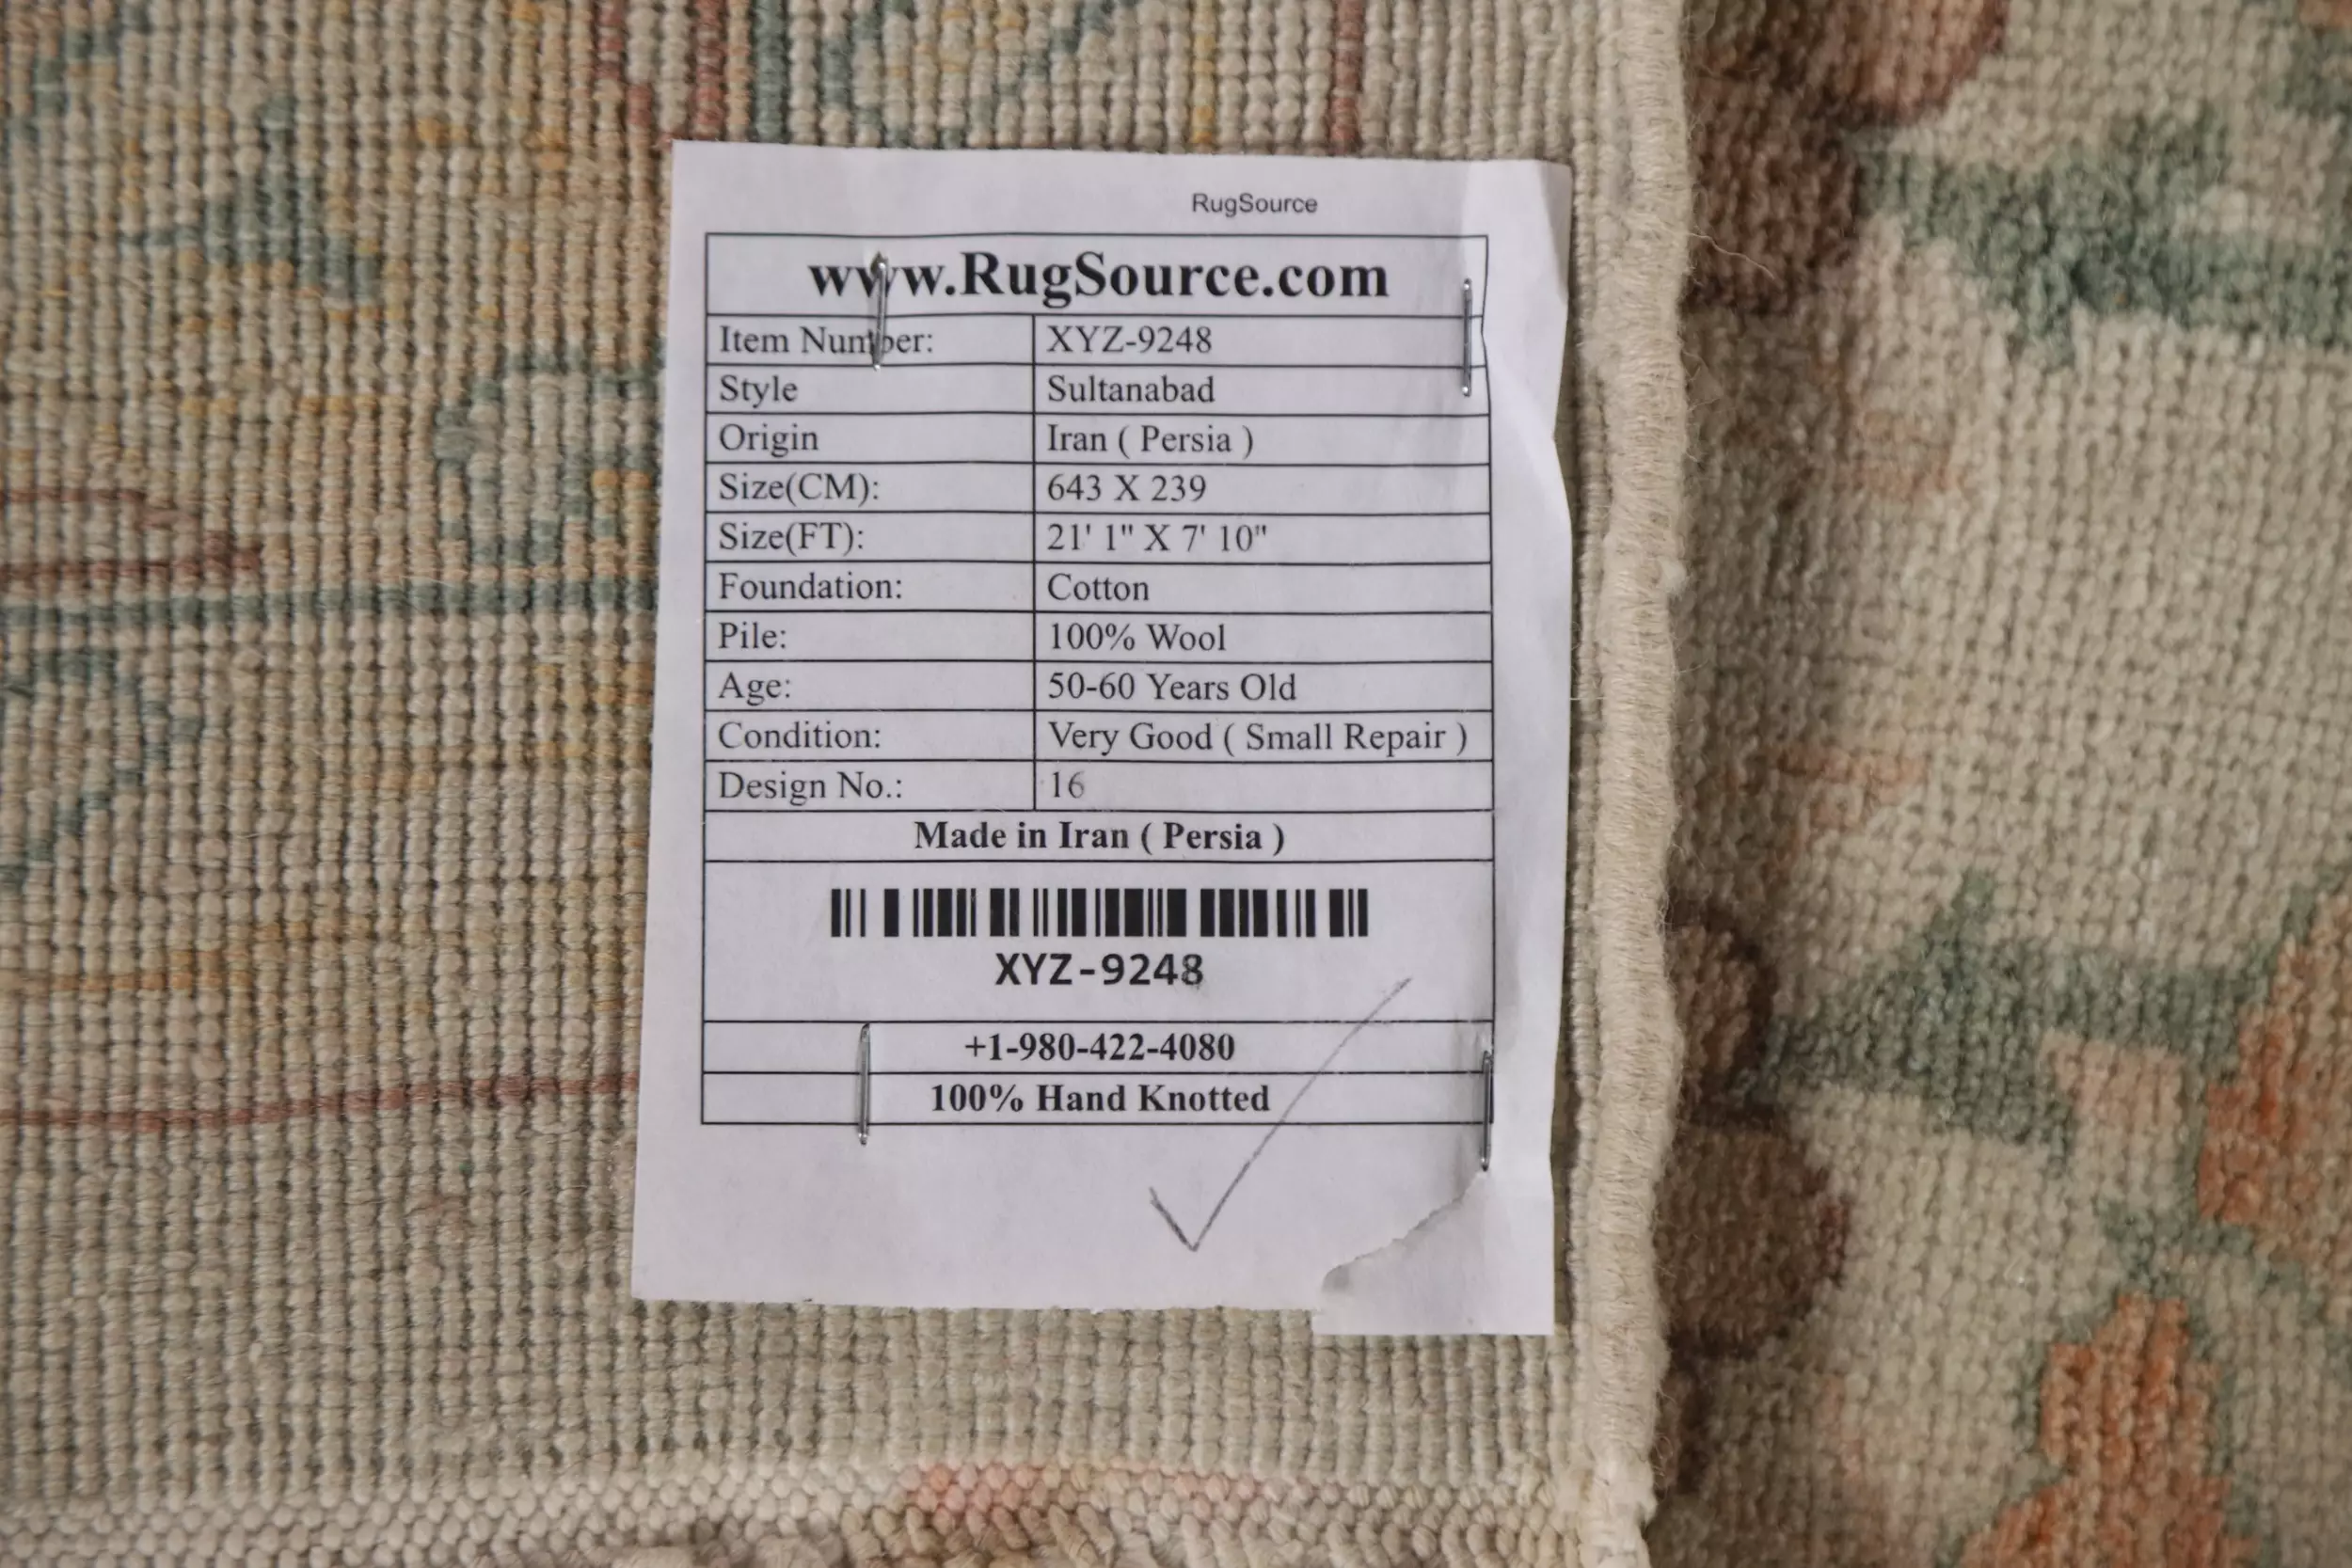 RugSource
www.RugSource.com
Item Number: XYZ-9248
Style Sultanabad
Origin Iran ( Persia )
Size(CM): 643 X 239
Size(FT): 21' 1" X 7' 10"
Foundation: Cotton
Pile: 100% Wool
Age: 50-60 Years Old
Condition: Very Good ( Small Repair )
Design No.: 16
Made in Iran ( Persia )
XYZ-9248
+1-980-422-4080
100% Hand Knotted